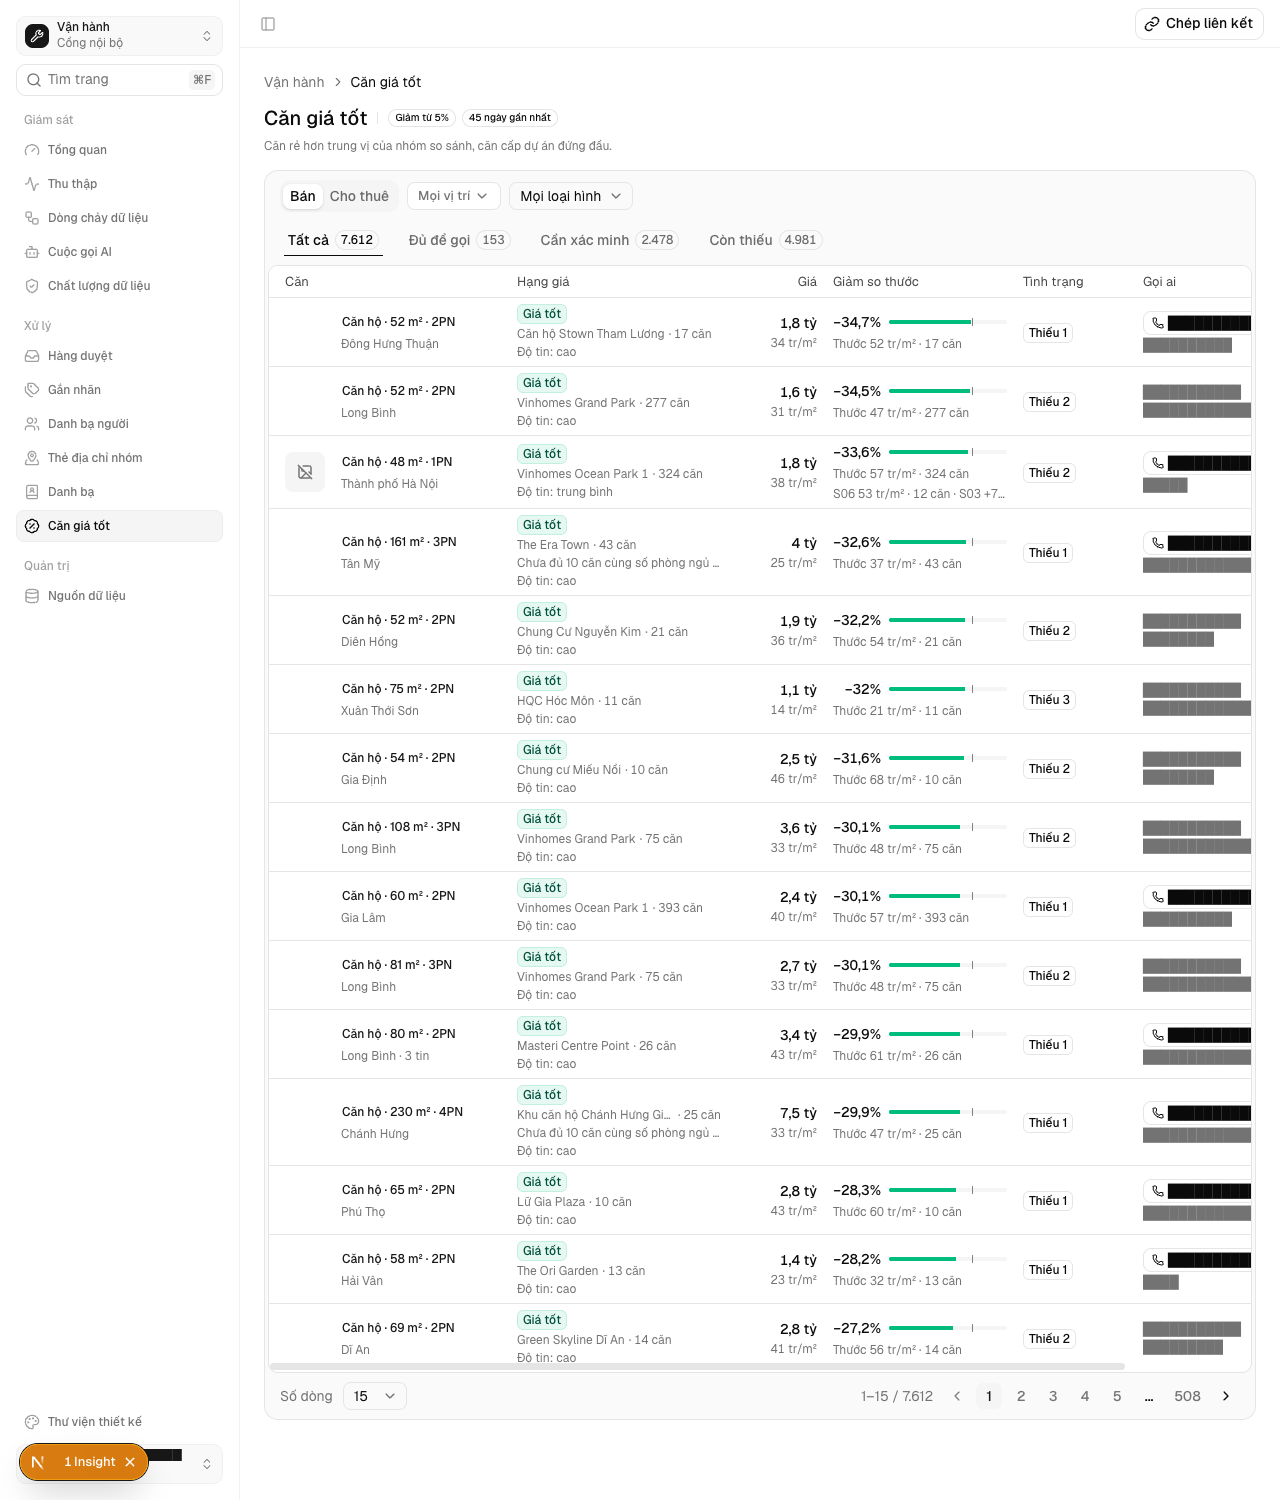 Vận hành
Cổng nội bộ
Tìm trang ⌘F
Giám sát
Tổng quan
Thu thập
Dòng chảy dữ liệu
Cuộc gọi AI
Chất lượng dữ liệu
Xử lý
Hàng duyệt
Gắn nhãn
Danh bạ người
Thẻ địa chỉ nhóm
Danh bạ
Căn giá tốt
Quản trị
Nguồn dữ liệu
Thư viện thiết kế
1 Insight
Chép liên kết
Vận hành > Căn giá tốt
Căn giá tốt Giảm từ 5% 45 ngày gần nhất
Căn rẻ hơn trung vị của nhóm so sánh, căn cấp dự án đứng đầu.
Bán Cho thuê Mọi vị trí Mọi loại hình
Tất cả 7.612 Đủ để gọi 153 Cần xác minh 2.478 Còn thiếu 4.981
Căn Hạng giá Giá Giảm so thước Tình trạng Gọi ai
Căn hộ · 52 m² · 2PN
Đông Hưng Thuận
Giá tốt
Căn hộ Stown Tham Lương · 17 căn
Độ tin: cao
1,8 tỷ
34 tr/m²
−34,7%
Thước 52 tr/m² · 17 căn
Thiếu 1
Căn hộ · 52 m² · 2PN
Long Bình
Giá tốt
Vinhomes Grand Park · 277 căn
Độ tin: cao
1,6 tỷ
31 tr/m²
−34,5%
Thước 47 tr/m² · 277 căn
Thiếu 2
Căn hộ · 48 m² · 1PN
Thành phố Hà Nội
Giá tốt
Vinhomes Ocean Park 1 · 324 căn
Độ tin: trung bình
1,8 tỷ
38 tr/m²
−33,6%
Thước 57 tr/m² · 324 căn
S06 53 tr/m² · 12 căn · S03 +7...
Thiếu 2
Căn hộ · 161 m² · 3PN
Tân Mỹ
Giá tốt
The Era Town · 43 căn
Chưa đủ 10 căn cùng số phòng ngủ ...
Độ tin: cao
4 tỷ
25 tr/m²
−32,6%
Thước 37 tr/m² · 43 căn
Thiếu 1
Căn hộ · 52 m² · 2PN
Diên Hồng
Giá tốt
Chung Cư Nguyễn Kim · 21 căn
Độ tin: cao
1,9 tỷ
36 tr/m²
−32,2%
Thước 54 tr/m² · 21 căn
Thiếu 2
Căn hộ · 75 m² · 2PN
Xuân Thới Sơn
Giá tốt
HQC Hóc Môn · 11 căn
Độ tin: cao
1,1 tỷ
14 tr/m²
−32%
Thước 21 tr/m² · 11 căn
Thiếu 3
Căn hộ · 54 m² · 2PN
Gia Định
Giá tốt
Chung cư Miếu Nổi · 10 căn
Độ tin: cao
2,5 tỷ
46 tr/m²
−31,6%
Thước 68 tr/m² · 10 căn
Thiếu 2
Căn hộ · 108 m² · 3PN
Long Bình
Giá tốt
Vinhomes Grand Park · 75 căn
Độ tin: cao
3,6 tỷ
33 tr/m²
−30,1%
Thước 48 tr/m² · 75 căn
Thiếu 2
Căn hộ · 60 m² · 2PN
Gia Lâm
Giá tốt
Vinhomes Ocean Park 1 · 393 căn
Độ tin: cao
2,4 tỷ
40 tr/m²
−30,1%
Thước 57 tr/m² · 393 căn
Thiếu 1
Căn hộ · 81 m² · 3PN
Long Bình
Giá tốt
Vinhomes Grand Park · 75 căn
Độ tin: cao
2,7 tỷ
33 tr/m²
−30,1%
Thước 48 tr/m² · 75 căn
Thiếu 2
Căn hộ · 80 m² · 2PN
Long Bình · 3 tin
Giá tốt
Masteri Centre Point · 26 căn
Độ tin: cao
3,4 tỷ
43 tr/m²
−29,9%
Thước 61 tr/m² · 26 căn
Thiếu 1
Căn hộ · 230 m² · 4PN
Chánh Hưng
Giá tốt
Khu căn hộ Chánh Hưng Gi... · 25 căn
Chưa đủ 10 căn cùng số phòng ngủ ...
Độ tin: cao
7,5 tỷ
33 tr/m²
−29,9%
Thước 47 tr/m² · 25 căn
Thiếu 1
Căn hộ · 65 m² · 2PN
Phú Thọ
Giá tốt
Lữ Gia Plaza · 10 căn
Độ tin: cao
2,8 tỷ
43 tr/m²
−28,3%
Thước 60 tr/m² · 10 căn
Thiếu 1
Căn hộ · 58 m² · 2PN
Hải Vân
Giá tốt
The Ori Garden · 13 căn
Độ tin: cao
1,4 tỷ
23 tr/m²
−28,2%
Thước 32 tr/m² · 13 căn
Thiếu 1
Căn hộ · 69 m² · 2PN
Dĩ An
Giá tốt
Green Skyline Dĩ An · 14 căn
Độ tin: cao
2,8 tỷ
41 tr/m²
−27,2%
Thước 56 tr/m² · 14 căn
Thiếu 2
Số dòng 15 1–15 / 7.612 1 2 3 4 5 ... 508